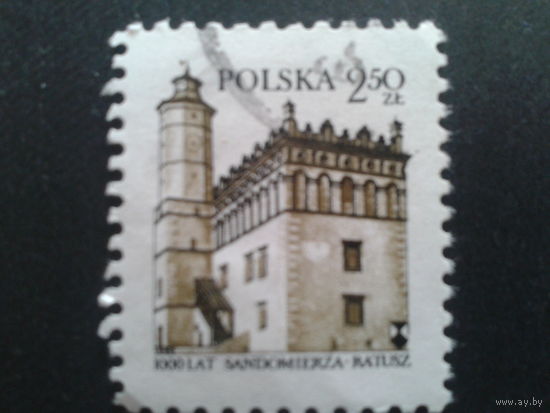 POLSKA 2.50
ZŁ
1000 LAT SANDOMIERZA · RATUSZ
www.ay.by